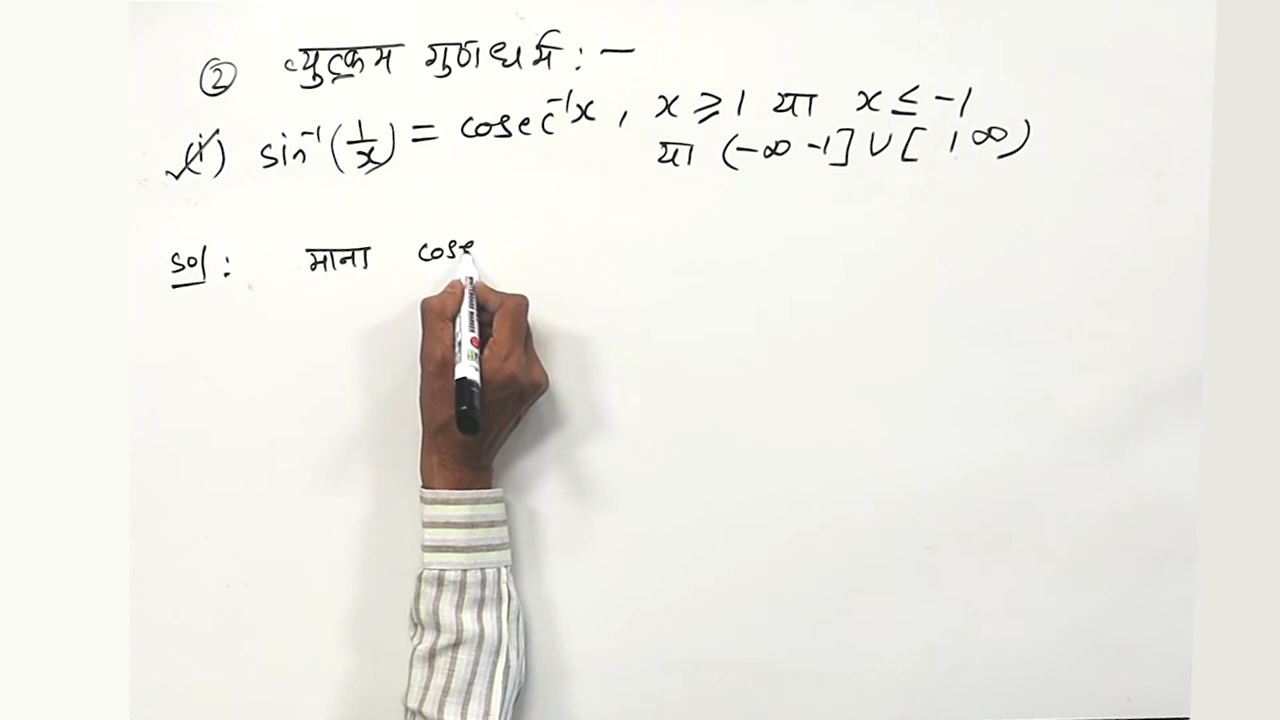 ② व्युत्क्रम गुणधर्म : −
(i) sin⁻¹(1/x) = cosec⁻¹x , x ≥ 1 या x ≤ -1
या (-∞ -1] ∪ [ 1 ∞)
Sol : माना cose